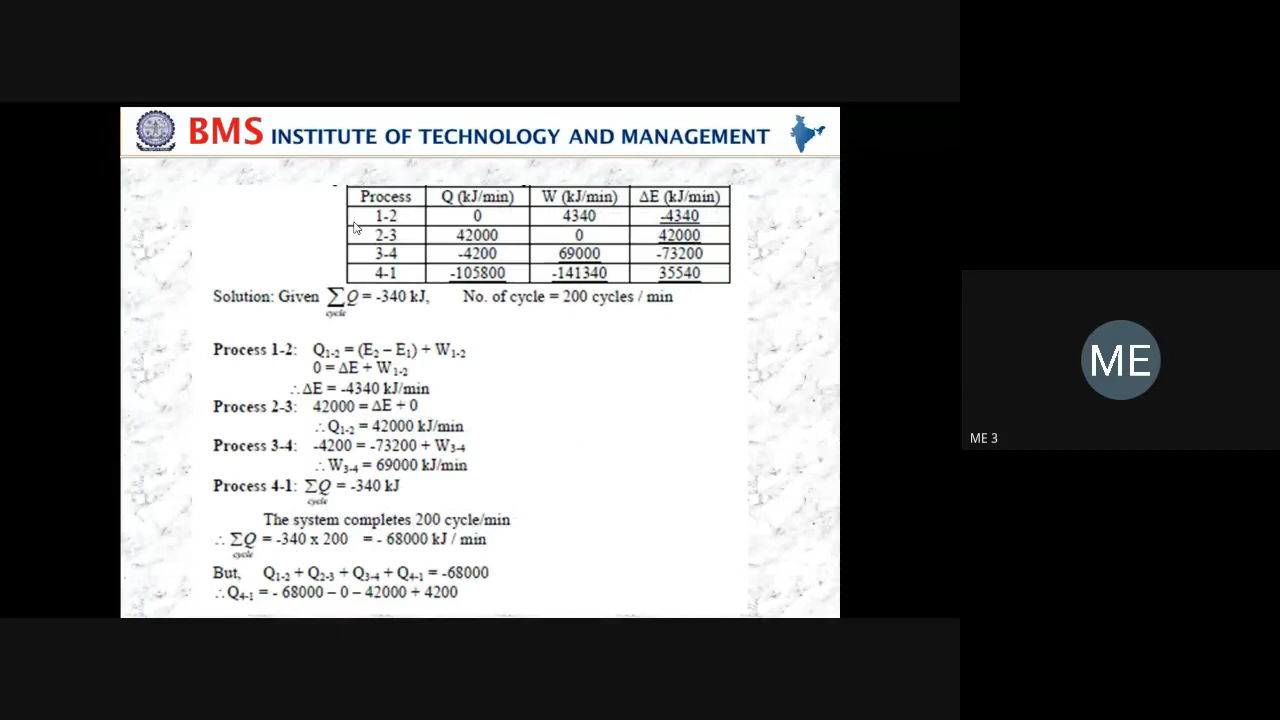 BMS INSTITUTE OF TECHNOLOGY AND MANAGEMENT
Process Q (kJ/min) W (kJ/min) ΔE (kJ/min)
1-2 0 4340 -4340
2-3 42000 0 42000
3-4 -4200 69000 -73200
4-1 -105800 -141340 35540
Solution: Given ∑Q = -340 kJ, No. of cycle = 200 cycles / min
cycle
Process 1-2: Q₁₋₂ = (E₂ – E₁) + W₁₋₂
0 = ΔE + W₁₋₂
∴ΔE = -4340 kJ/min
Process 2-3: 42000 = ΔE + 0
∴Q₁₋₂ = 42000 kJ/min
Process 3-4: -4200 = -73200 + W₃₋₄
∴W₃₋₄ = 69000 kJ/min
Process 4-1: ∑Q = -340 kJ
cycle
The system completes 200 cycle/min
∴ ∑Q = -340 x 200 = - 68000 kJ / min
cycle
But, Q₁₋₂ + Q₂₋₃ + Q₃₋₄ + Q₄₋₁ = -68000
∴Q₄₋₁ = - 68000 – 0 – 42000 + 4200
ME
ME 3